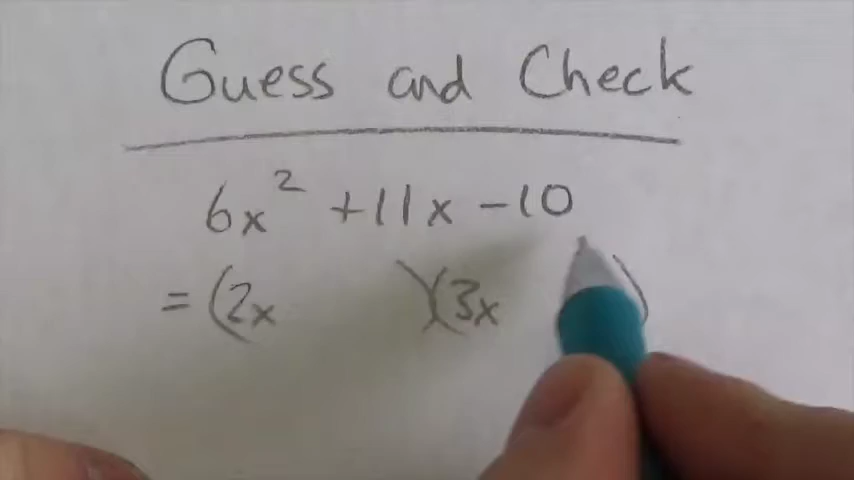 Guess and Check
6x² +11x -10
= (2x )(3x )